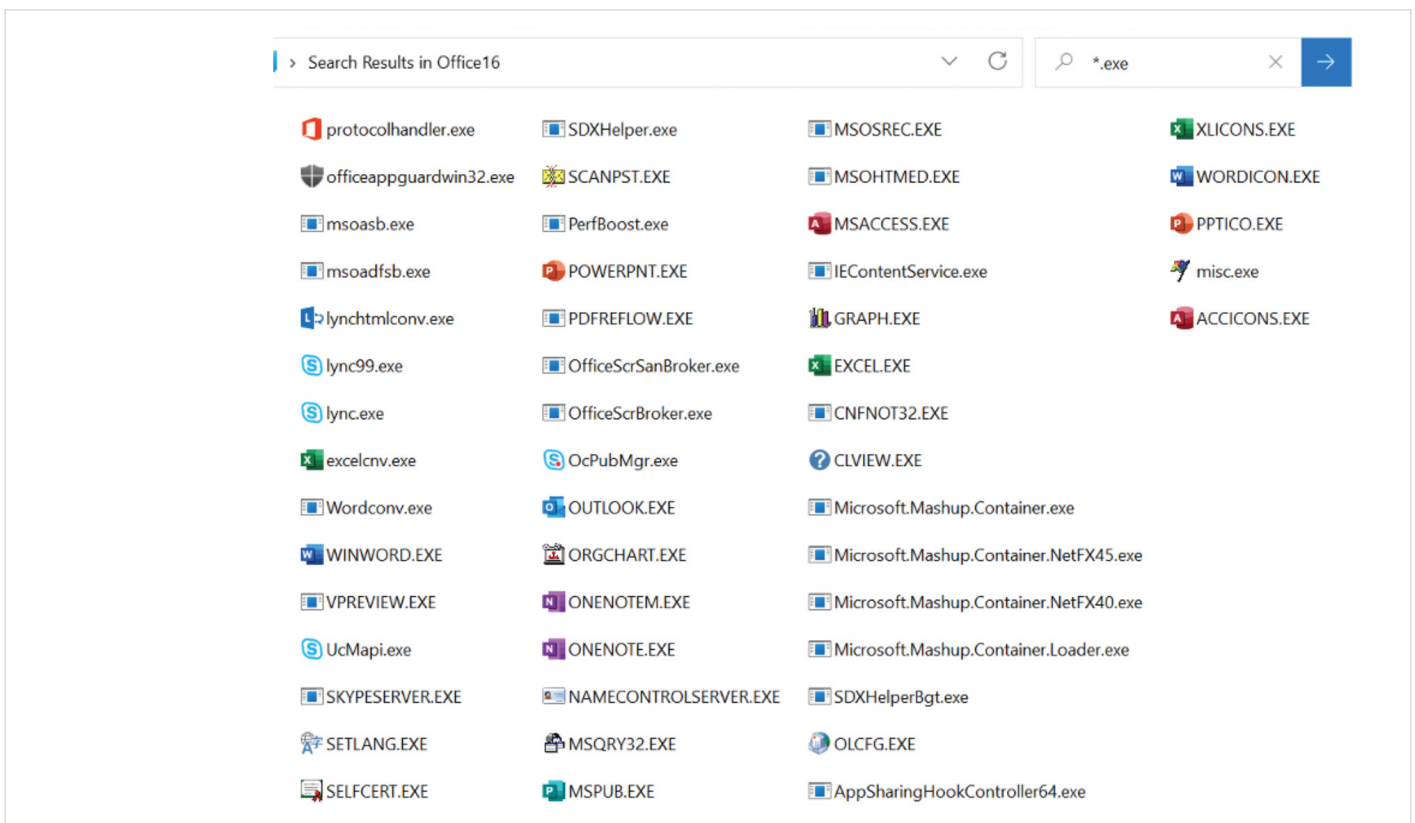 Search Results in Office16
*.exe
protocolhandler.exe
officeappguardwin32.exe
msoasb.exe
msoadfsb.exe
lynchtmlconv.exe
lync99.exe
lync.exe
excelcnv.exe
Wordconv.exe
WINWORD.EXE
VPREVIEW.EXE
UcMapi.exe
SKYPESERVER.EXE
SETLANG.EXE
SELFCERT.EXE
SDXHelper.exe
SCANPST.EXE
PerfBoost.exe
POWERPNT.EXE
PDFREFLOW.EXE
OfficeScrSanBroker.exe
OfficeScrBroker.exe
OcPubMgr.exe
OUTLOOK.EXE
ORGCHART.EXE
ONENOTEM.EXE
ONENOTE.EXE
NAMECONTROLSERVER.EXE
MSQRY32.EXE
MSPUB.EXE
MSOSREC.EXE
MSOHTMED.EXE
MSACCESS.EXE
IEContentService.exe
GRAPH.EXE
EXCEL.EXE
CNFNOT32.EXE
CLVIEW.EXE
Microsoft.Mashup.Container.exe
Microsoft.Mashup.Container.NetFX45.exe
Microsoft.Mashup.Container.NetFX40.exe
Microsoft.Mashup.Container.Loader.exe
SDXHelperBgt.exe
OLCFG.EXE
AppSharingHookController64.exe
XLICONS.EXE
WORDICON.EXE
PPTICO.EXE
misc.exe
ACCICONS.EXE